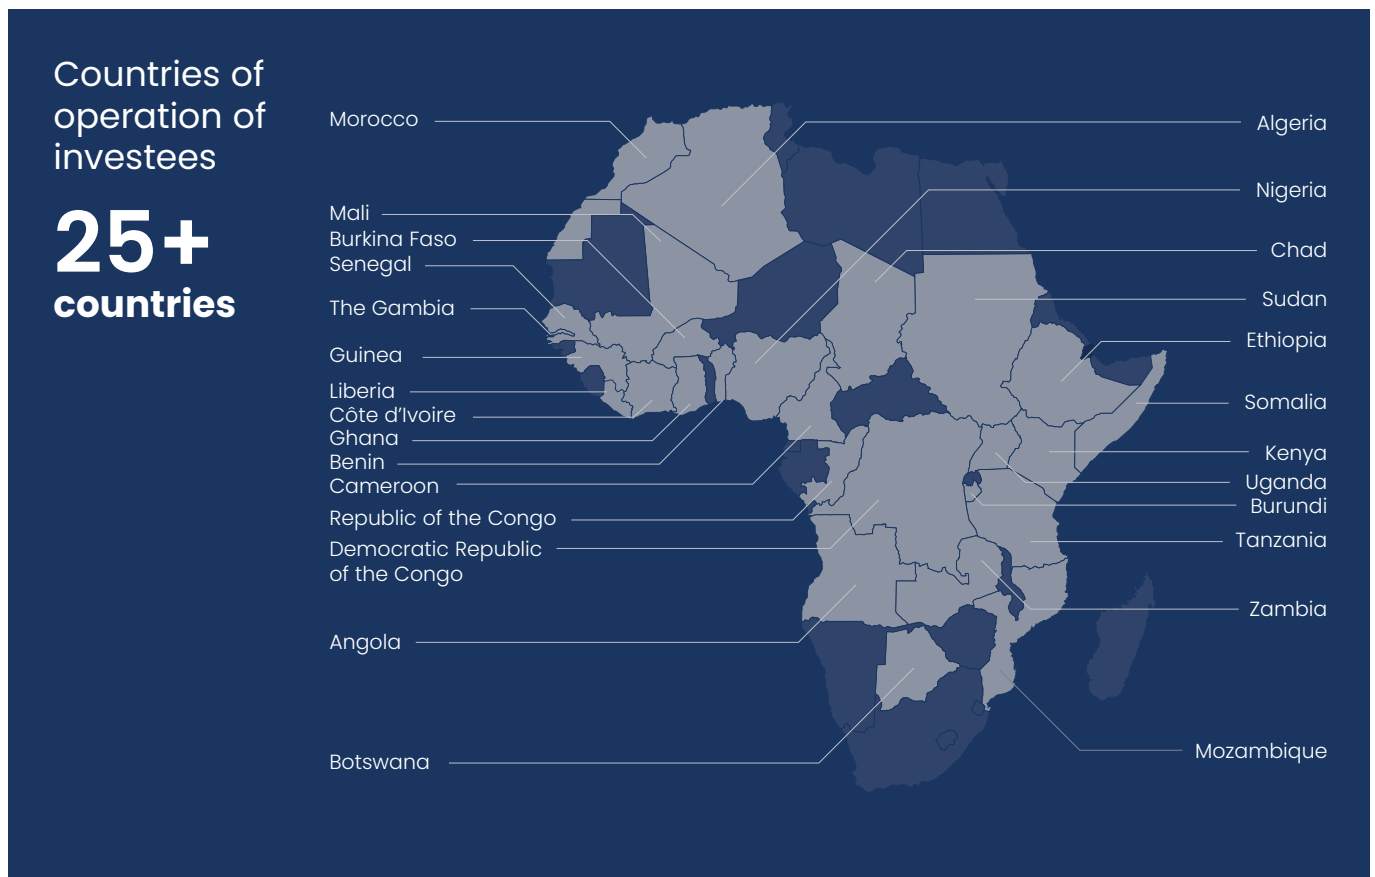 Countries of
operation of
investees
25+
countries
Morocco
Mali
Burkina Faso
Senegal
The Gambia
Guinea
Liberia
Côte d’Ivoire
Ghana
Benin
Cameroon
Republic of the Congo
Democratic Republic
of the Congo
Angola
Botswana
Algeria
Nigeria
Chad
Sudan
Ethiopia
Somalia
Kenya
Uganda
Burundi
Tanzania
Zambia
Mozambique